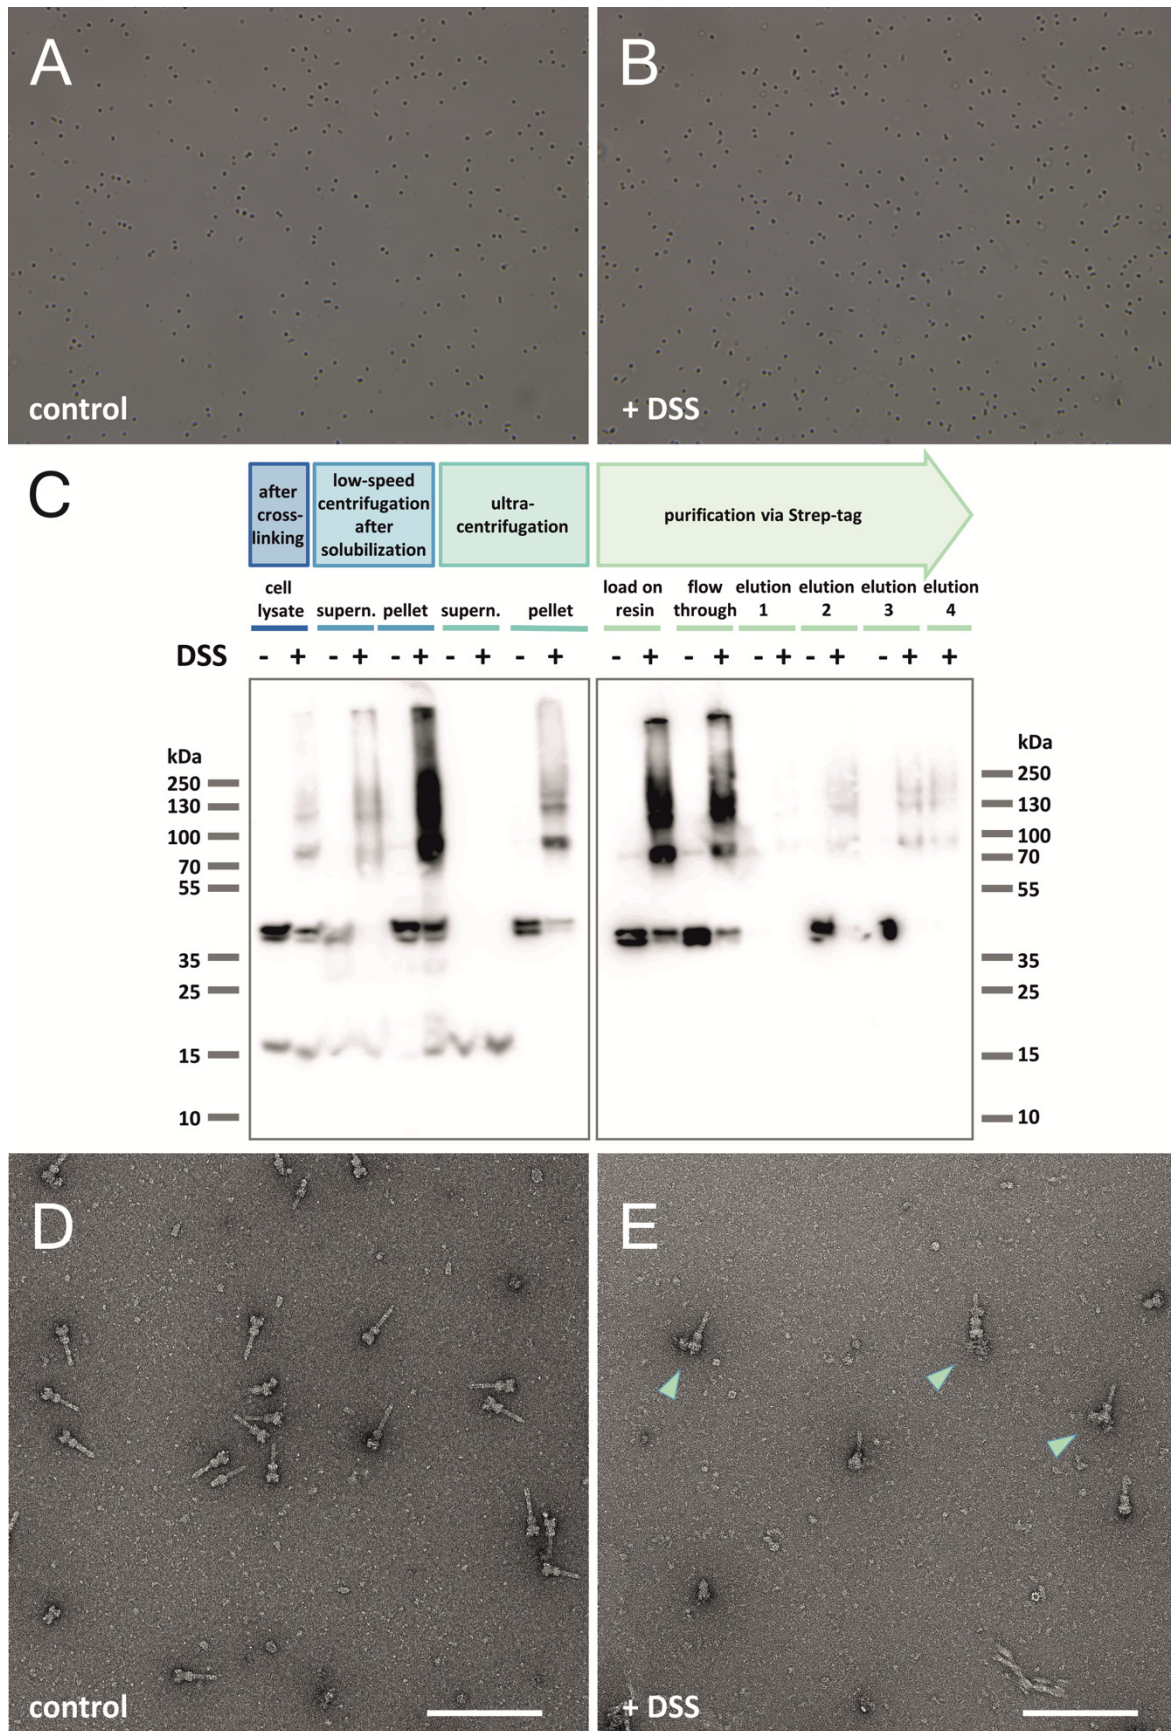 A
B
control
+ DSS
C
after
cross-
linking
low-speed
centrifugation
after
solubilization
ultra-
centrifugation
purification via Strep-tag
cell
lysate
supern.
pellet
supern.
pellet
load on
resin
flow
through
elution
1
elution
2
elution
3
elution
4
DSS
- + - + - + - + - +
- + - + - + - + - + +
kDa
250
130
100
70
55
35
25
15
10
kDa
250
130
100
70
55
35
25
15
10
D
E
control
+ DSS